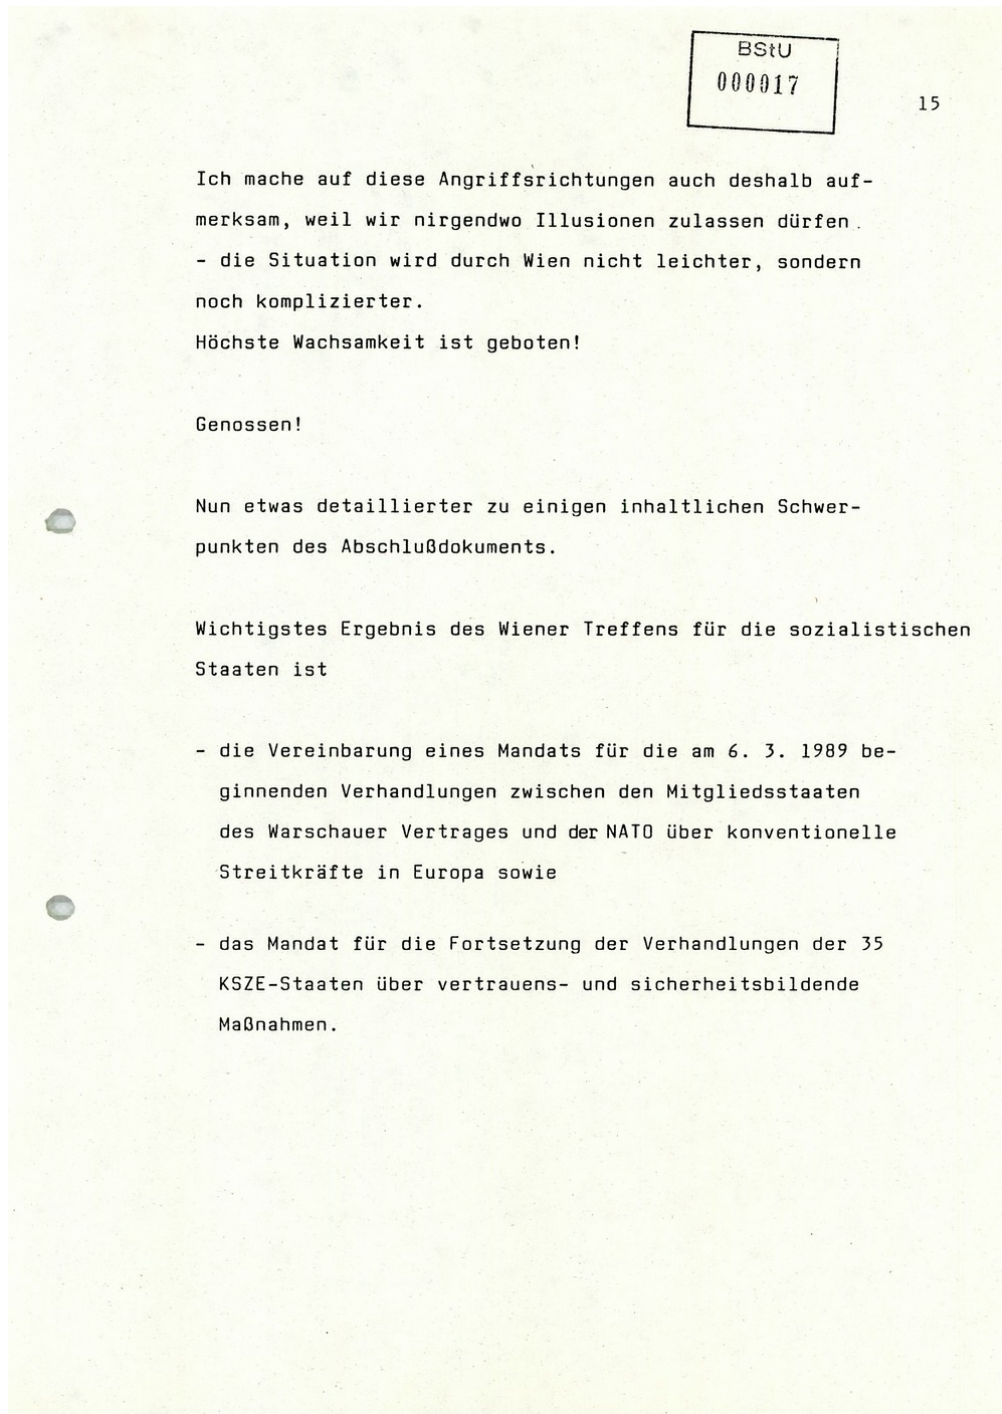 BStU
000017
15
Ich mache auf diese Angriffsrichtungen auch deshalb auf-
merksam, weil wir nirgendwo Illusionen zulassen dürfen.
- die Situation wird durch Wien nicht leichter, sondern
noch komplizierter.
Höchste Wachsamkeit ist geboten!
Genossen!
Nun etwas detaillierter zu einigen inhaltlichen Schwer-
punkten des Abschlußdokuments.
Wichtigstes Ergebnis des Wiener Treffens für die sozialistischen
Staaten ist
- die Vereinbarung eines Mandats für die am 6. 3. 1989 be-
ginnenden Verhandlungen zwischen den Mitgliedsstaaten
des Warschauer Vertrages und der NATO über konventionelle
Streitkräfte in Europa sowie
- das Mandat für die Fortsetzung der Verhandlungen der 35
KSZE-Staaten über vertrauens- und sicherheitsbildende
Maßnahmen.